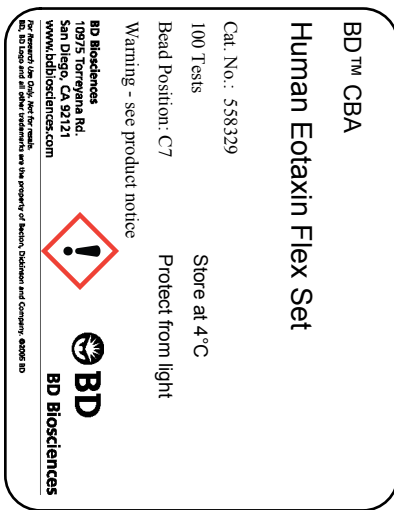 BD™ CBA
Human Eotaxin Flex Set
Cat. No.: 558329
100 Tests Store at 4°C
Bead Position: C7 Protect from light
Warning - see product notice
BD Biosciences
10975 Torreyana Rd.
San Diego, CA 92121
www.bdbiosciences.com
BD
BD Biosciences
For Research Use Only. Not for resale.
BD, BD Logo and all other trademarks are the property of Becton, Dickinson and Company. ©2005 BD